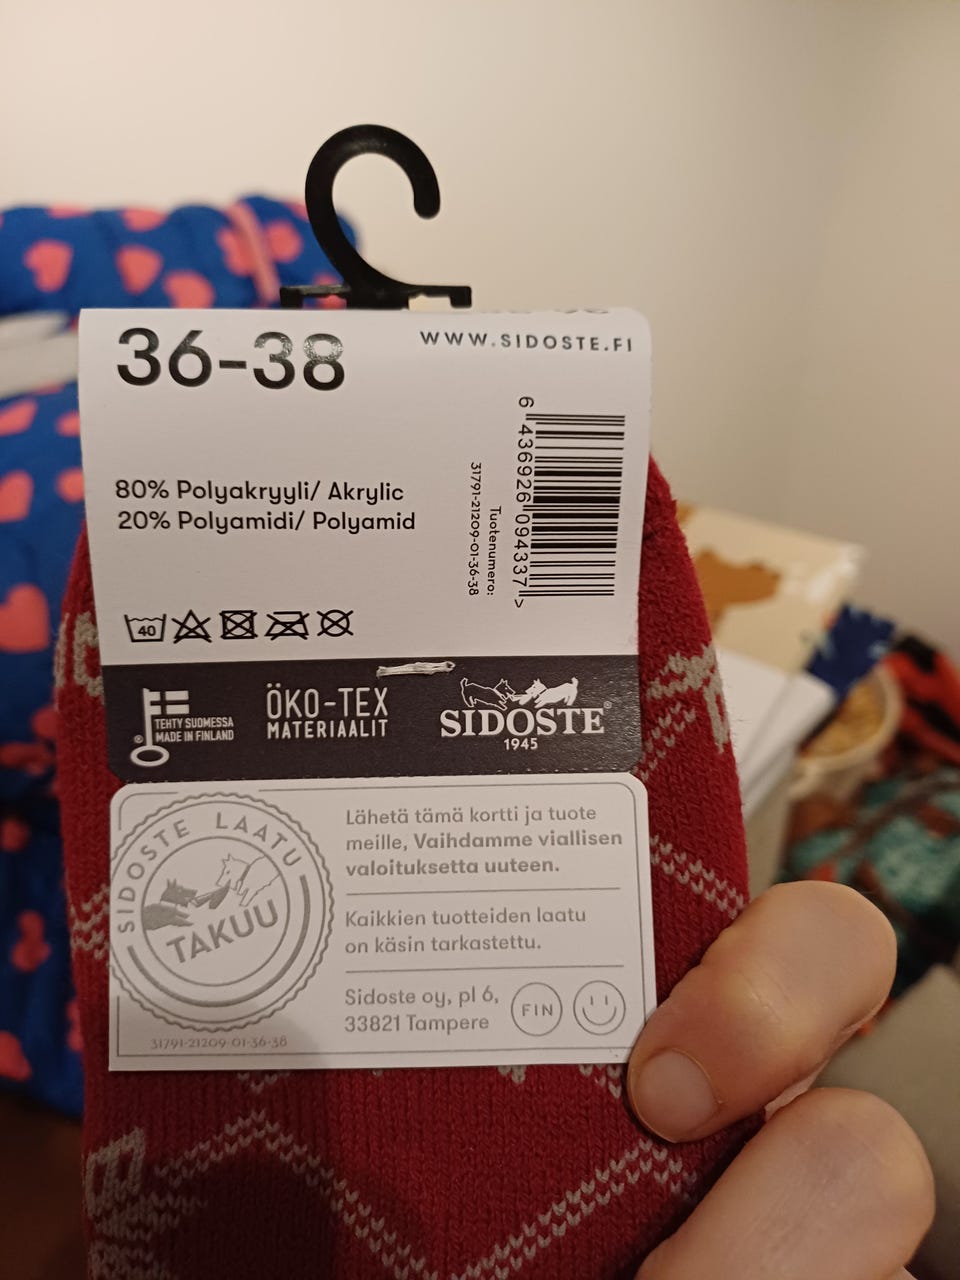 36-38
WWW.SIDOSTE.FI
80% Polyakryyli/ Akrylic
20% Polyamidi/ Polyamid
Tuotenumero:
31791-21209-01-36-38
6 436926 094337 >
40
TEHTY SUOMESSA
® MADE IN FINLAND
ÖKO-TEX
MATERIAALIT
SIDOSTE®
1945
SIDOSTE LAATU
TAKUU
31791-21209-01-36-38
Lähetä tämä kortti ja tuote
meille, Vaihdamme viallisen
valoituksetta uuteen.
Kaikkien tuotteiden laatu
on käsin tarkastettu.
Sidoste oy, pl 6,
33821 Tampere
FIN